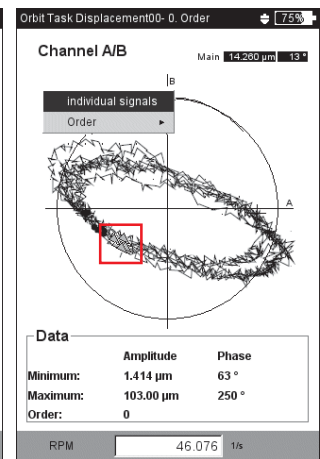 Orbit Task Displacement00- 0. Order 75%
Channel A/B
Main 14.260 µm 13 °
B
individual signals
Order
A
Data
Amplitude Phase
Minimum: 1.414 µm 63 °
Maximum: 103.00 µm 250 °
Order: 0
RPM 46.076 1/s